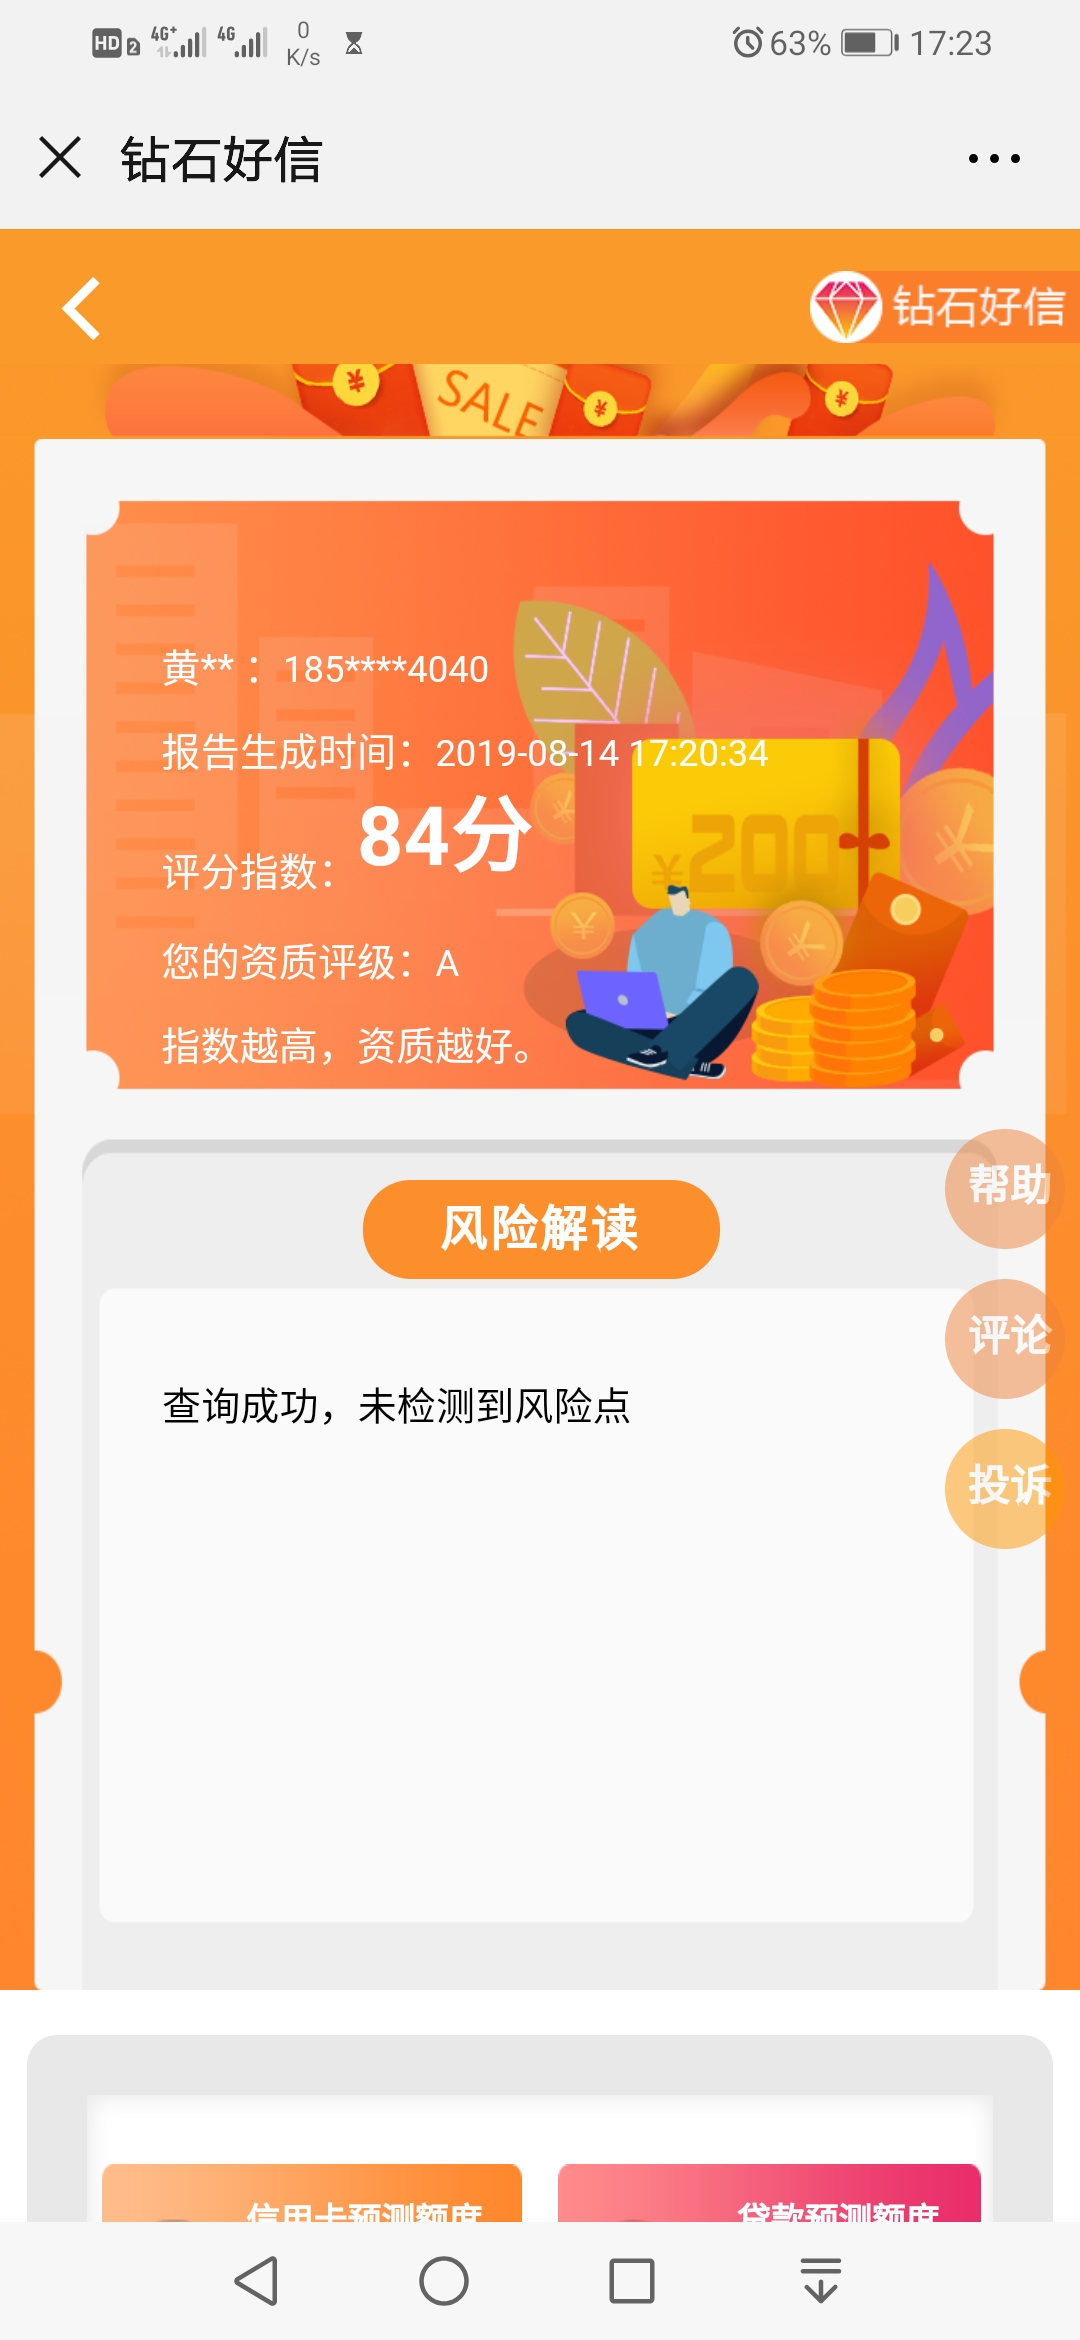 HD 2 4G+ 4G 0 K/s 63% 17:23
钻石好信
钻石好信
SALE
黄** ：185****4040
报告生成时间：2019-08-14 17:20:34
评分指数：84分
¥200
您的资质评级：A
指数越高，资质越好。
帮助
风险解读
评论
查询成功，未检测到风险点
投诉
信用卡预测额度
贷款预测额度